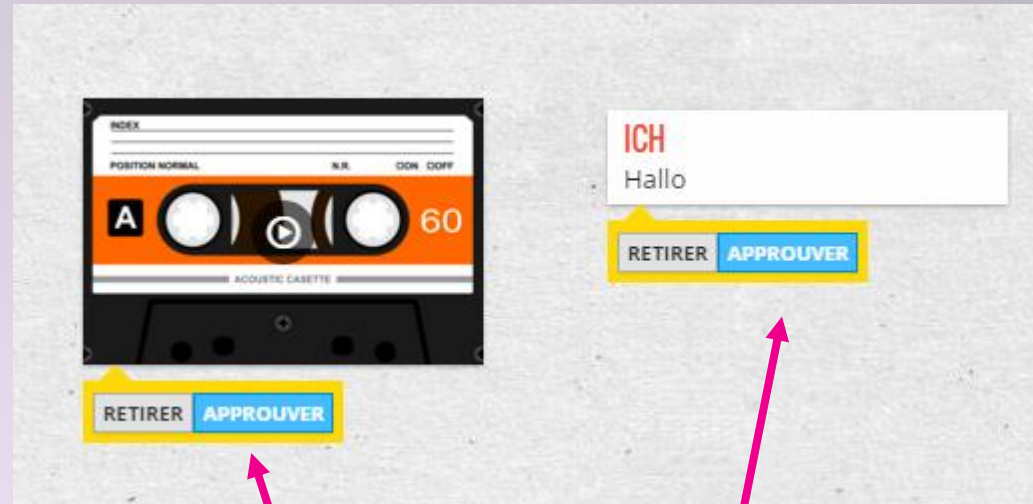 INDEX
POSITION NORMAL N.R. OON OOFF
A 60
ACOUSTIC CASETTE
RETIRER APPROUVER
ICH
Hallo
RETIRER APPROUVER